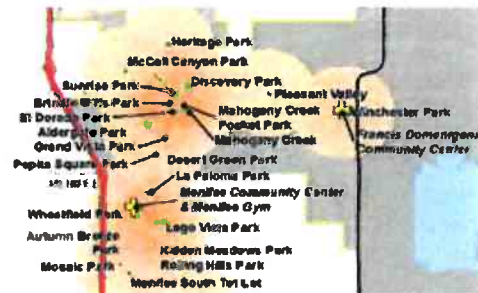 Heritage Park
McCall Canyon Park
Discovery Park
Sunrise Park
Pleasant Valley
Park
El Dorado Park
Mahogany Creek
Pocket Park
Winchester Park
Aldergate Park
Mahogany Creek
Francis Domenigoni
Community Center
Grand Vista Park
Pepita Square Park
Desert Green Park
La Paloma Park
Menifee Community Center
& Menifee Gym
Wheatfield Park
Lago Vista Park
Autumn Breeze
Park
Hidden Meadows Park
Mosaic Park
Rolling Hills Park
Menifee South Tot Lot